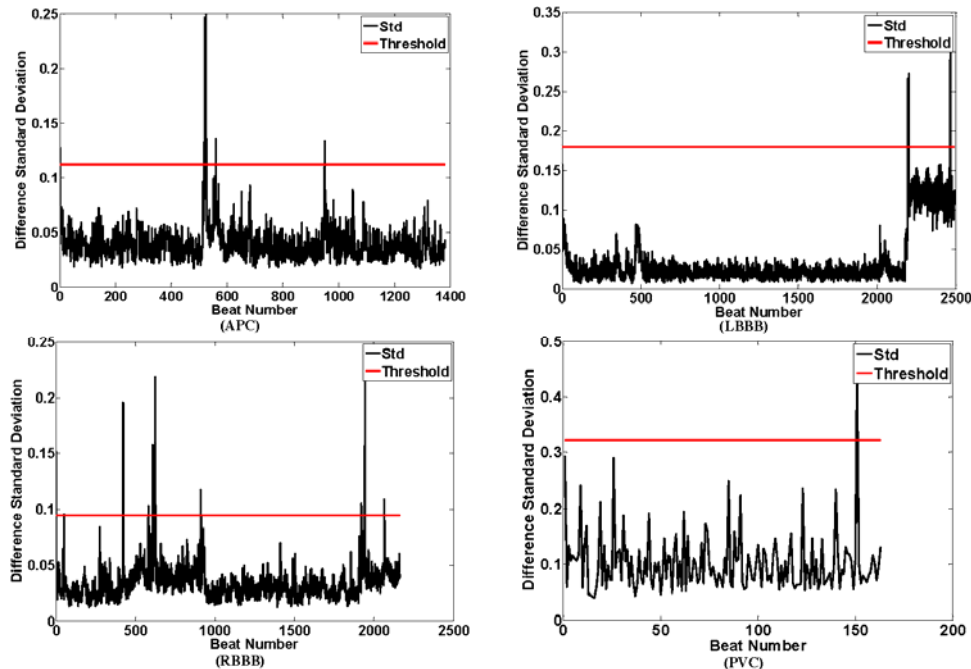 0.25
0.2
0.15
0.1
0.05
0
Difference Standard Deviation
Std
Threshold
0 200 400 600 800 1000 1200 1400
Beat Number
(APC)
0.35
0.3
0.25
0.2
0.15
0.1
0.05
0
Difference Standard Deviation
Std
Threshold
0 500 1000 1500 2000 2500
Beat Number
(LBBB)
0.25
0.2
0.15
0.1
0.05
0
Difference Standard Deviation
Std
Threshold
0 500 1000 1500 2000 2500
Beat Number
(RBBB)
0.5
0.4
0.3
0.2
0.1
0
Difference Standard Deviation
Std
Threshold
0 50 100 150 200
Beat Number
(PVC)